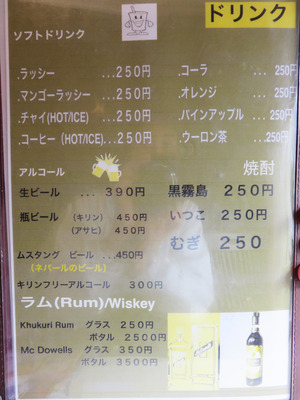 ドリンク
ソフトドリンク
.ラッシー ...250円
.マンゴーラッシー ...250円
.チャイ(HOT/ICE) ...250円
.コーヒー (HOT/ICE)...250円
.コーラ 250円
.オレンジ 250円
.パインアップル .. 250円
.ウーロン茶 ..250円
アルコール
生ビール ... 390円
瓶ビール (キリン) 450円
(アサヒ) 450円
ムスタング ビール ...450円
(ネパールのビール)
キリンフリーアルコール 300円
焼酎
黒霧島 250円
いつこ 250円
むぎ 250
ラム(Rum)/Wiskey
Khukuri Rum グラス 250円
ボタル 2500円
Mc Dowells グラス 350円
ボタル 3500円